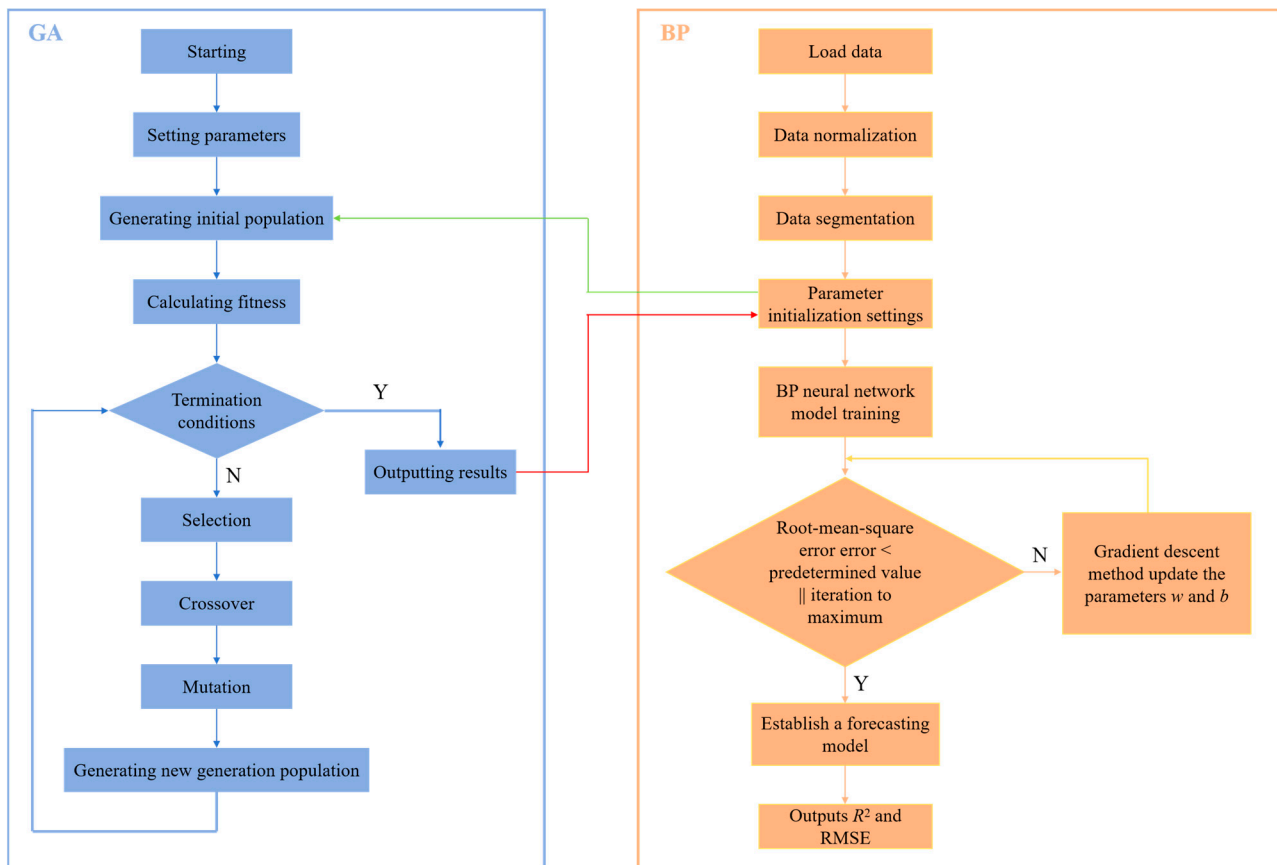 GA
Starting
Setting parameters
Generating initial population
Calculating fitness
Termination
conditions
Y
Outputting results
N
Selection
Crossover
Mutation
Generating new generation population
BP
Load data
Data normalization
Data segmentation
Parameter
initialization settings
BP neural network
model training
Root-mean-square
error error <
predetermined value
|| iteration to
maximum
N
Gradient descent
method update the
parameters w and b
Y
Establish a forecasting
model
Outputs R² and
RMSE